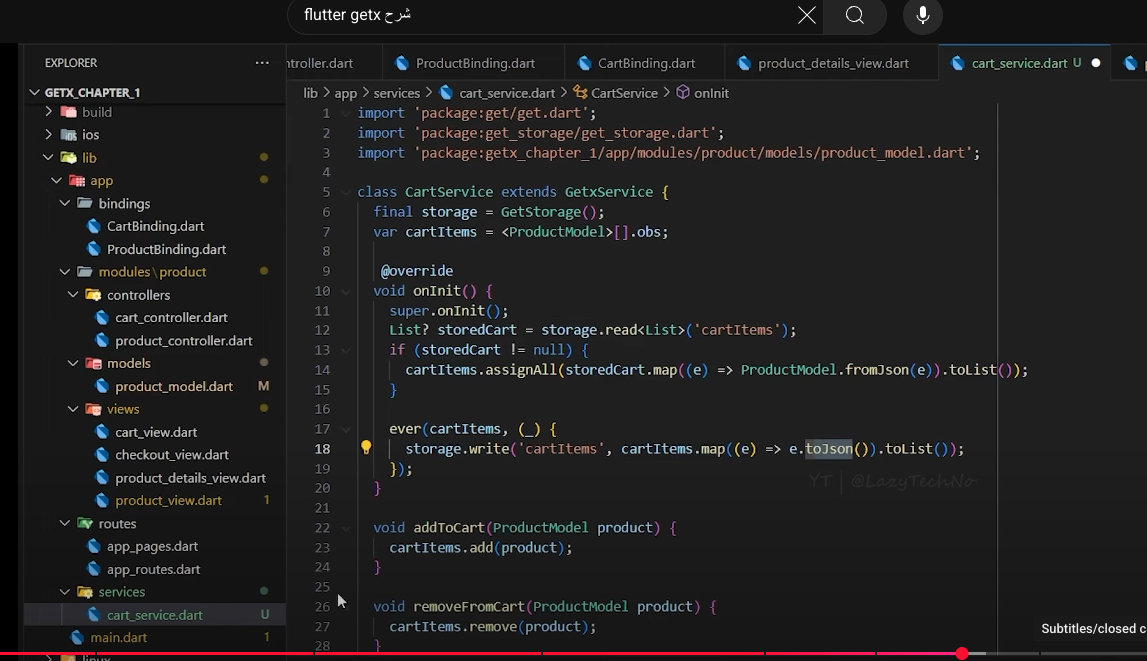 flutter getx شرح
EXPLORER
ntroller.dart
ProductBinding.dart
CartBinding.dart
product_details_view.dart
cart_service.dart U
GETX_CHAPTER_1
lib > app > services > cart_service.dart > CartService > onInit
build
ios
lib
app
bindings
CartBinding.dart
ProductBinding.dart
modules\product
controllers
cart_controller.dart
product_controller.dart
models
product_model.dart M
views
cart_view.dart
checkout_view.dart
product_details_view.dart
product_view.dart 1
routes
app_pages.dart
app_routes.dart
services
cart_service.dart U
main.dart 1
linux
1 import 'package:get/get.dart';
2 import 'package:get_storage/get_storage.dart';
3 import 'package:getx_chapter_1/app/modules/product/models/product_model.dart';
4
5 class CartService extends GetxService {
6 final storage = GetStorage();
7 var cartItems = <ProductModel>[].obs;
8
9 @override
10 void onInit() {
11 super.onInit();
12 List? storedCart = storage.read<List>('cartItems');
13 if (storedCart != null) {
14 cartItems.assignAll(storedCart.map((e) => ProductModel.fromJson(e)).toList());
15 }
16
17 ever(cartItems, (_) {
18 storage.write('cartItems', cartItems.map((e) => e.toJson()).toList());
19 });
20 }
21
22 void addToCart(ProductModel product) {
23 cartItems.add(product);
24 }
25
26 void removeFromCart(ProductModel product) {
27 cartItems.remove(product);
28 }
YT | @LazyTechNo
Subtitles/closed c